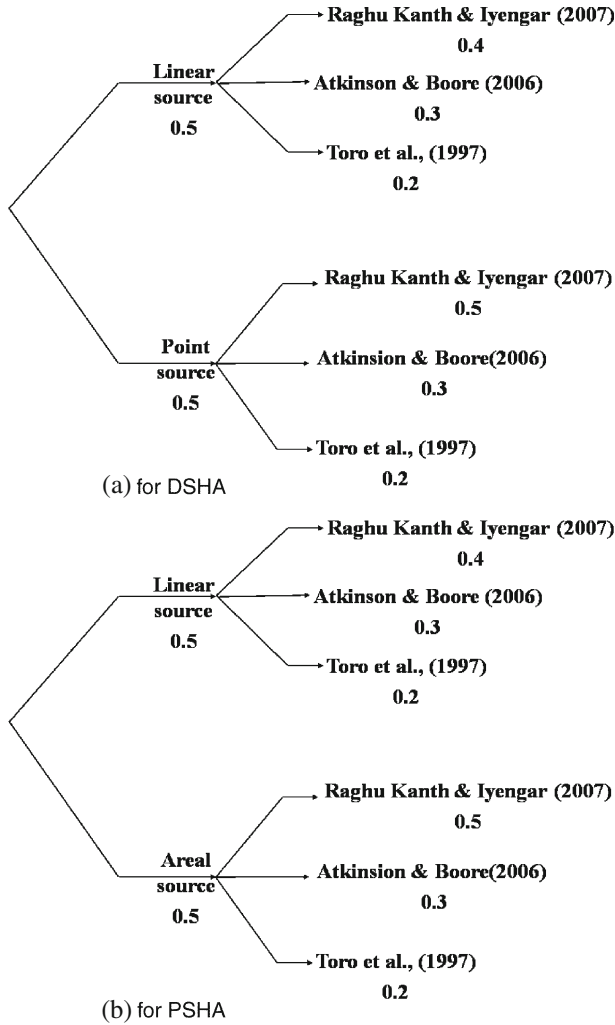 Raghu Kanth & Iyengar (2007)
0.4
Linear
source
0.5
Atkinson & Boore (2006)
0.3
Toro et al., (1997)
0.2
Raghu Kanth & Iyengar (2007)
0.5
Point
source
0.5
Atkinsion & Boore(2006)
0.3
Toro et al., (1997)
0.2
(a) for DSHA
Raghu Kanth & Iyengar (2007)
0.4
Linear
source
0.5
Atkinson & Boore (2006)
0.3
Toro et al., (1997)
0.2
Raghu Kanth & Iyengar (2007)
0.5
Areal
source
0.5
Atkinsion & Boore(2006)
0.3
Toro et al., (1997)
0.2
(b) for PSHA